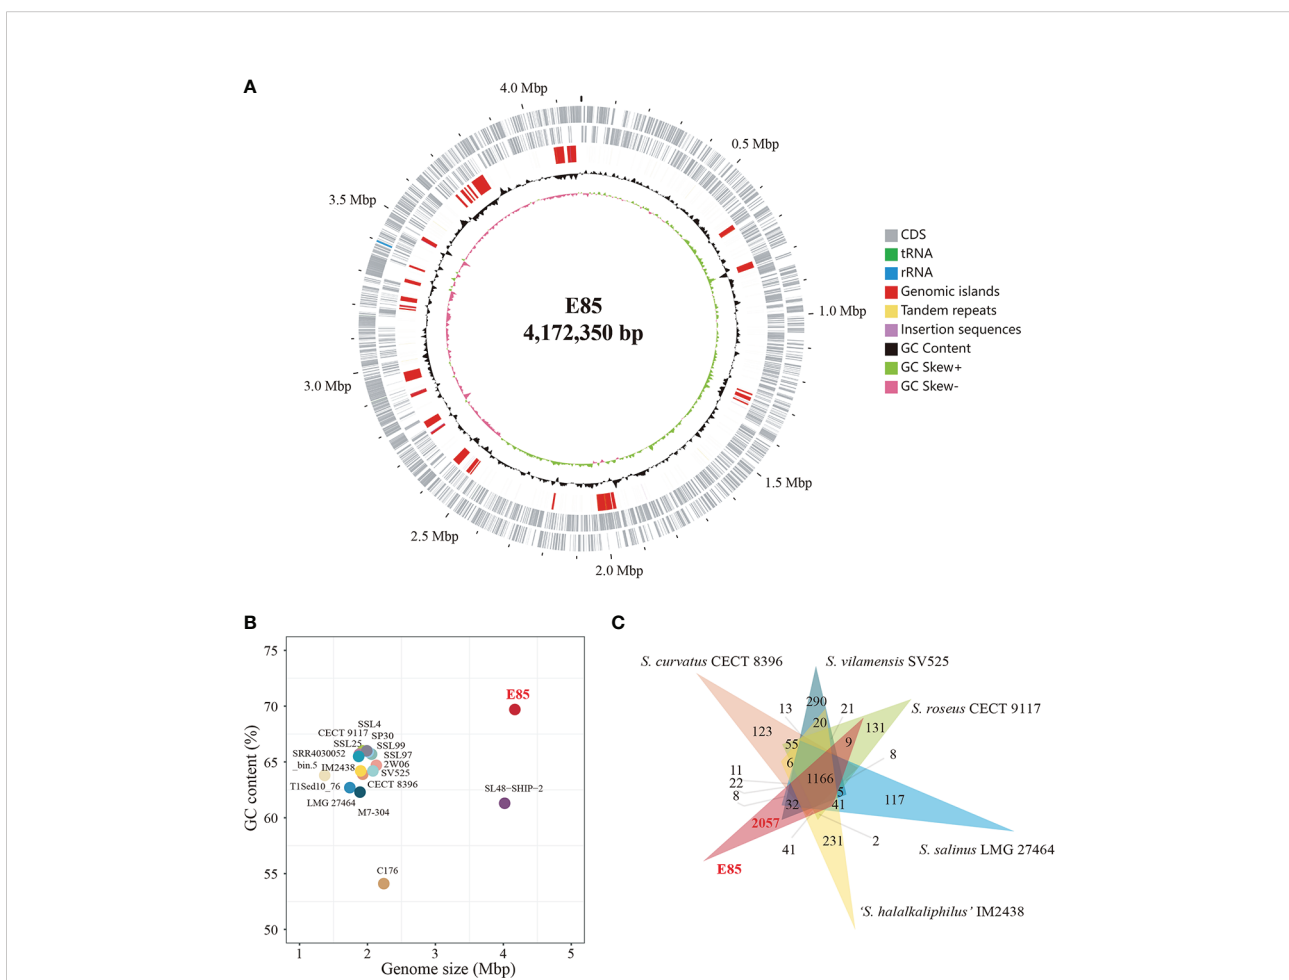 A
4.0 Mbp
0.5 Mbp
3.5 Mbp
1.0 Mbp
3.0 Mbp
1.5 Mbp
2.5 Mbp
2.0 Mbp
E85
4,172,350 bp
CDS
tRNA
rRNA
Genomic islands
Tandem repeats
Insertion sequences
GC Content
GC Skew+
GC Skew-
B
GC content (%)
75
70
65
60
55
50
1
2
3
4
5
Genome size (Mbp)
E85
SSL4
CECT 9117
SP30
SSL25
SSL99
SRR4030052
_bin.5
SSL97
IM2438
2W06
SV525
T1Sed10_76
CECT 8396
LMG 27464
M7-304
SL48-SHIP-2
C176
C
S. curvatus CECT 8396
S. vilamensis SV525
S. roseus CECT 9117
S. salinus LMG 27464
‘S. halalkaliphilus’ IM2438
E85
290
13
21
20
123
131
55
9
8
6
11
1166
22
8
5
117
32
41
2057
231
2
41